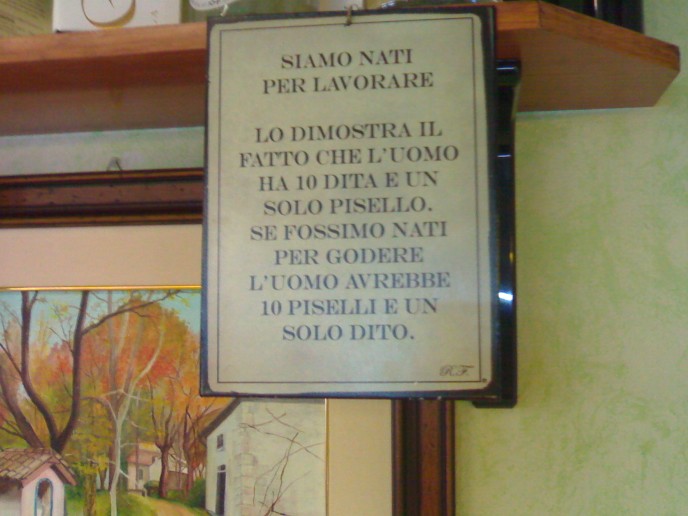 SIAMO NATI
PER LAVORARE
LO DIMOSTRA IL
FATTO CHE L'UOMO
HA 10 DITA E UN
SOLO PISELLO.
SE FOSSIMO NATI
PER GODERE
L'UOMO AVREBBE
10 PISELLI E UN
SOLO DITO.
R.F.